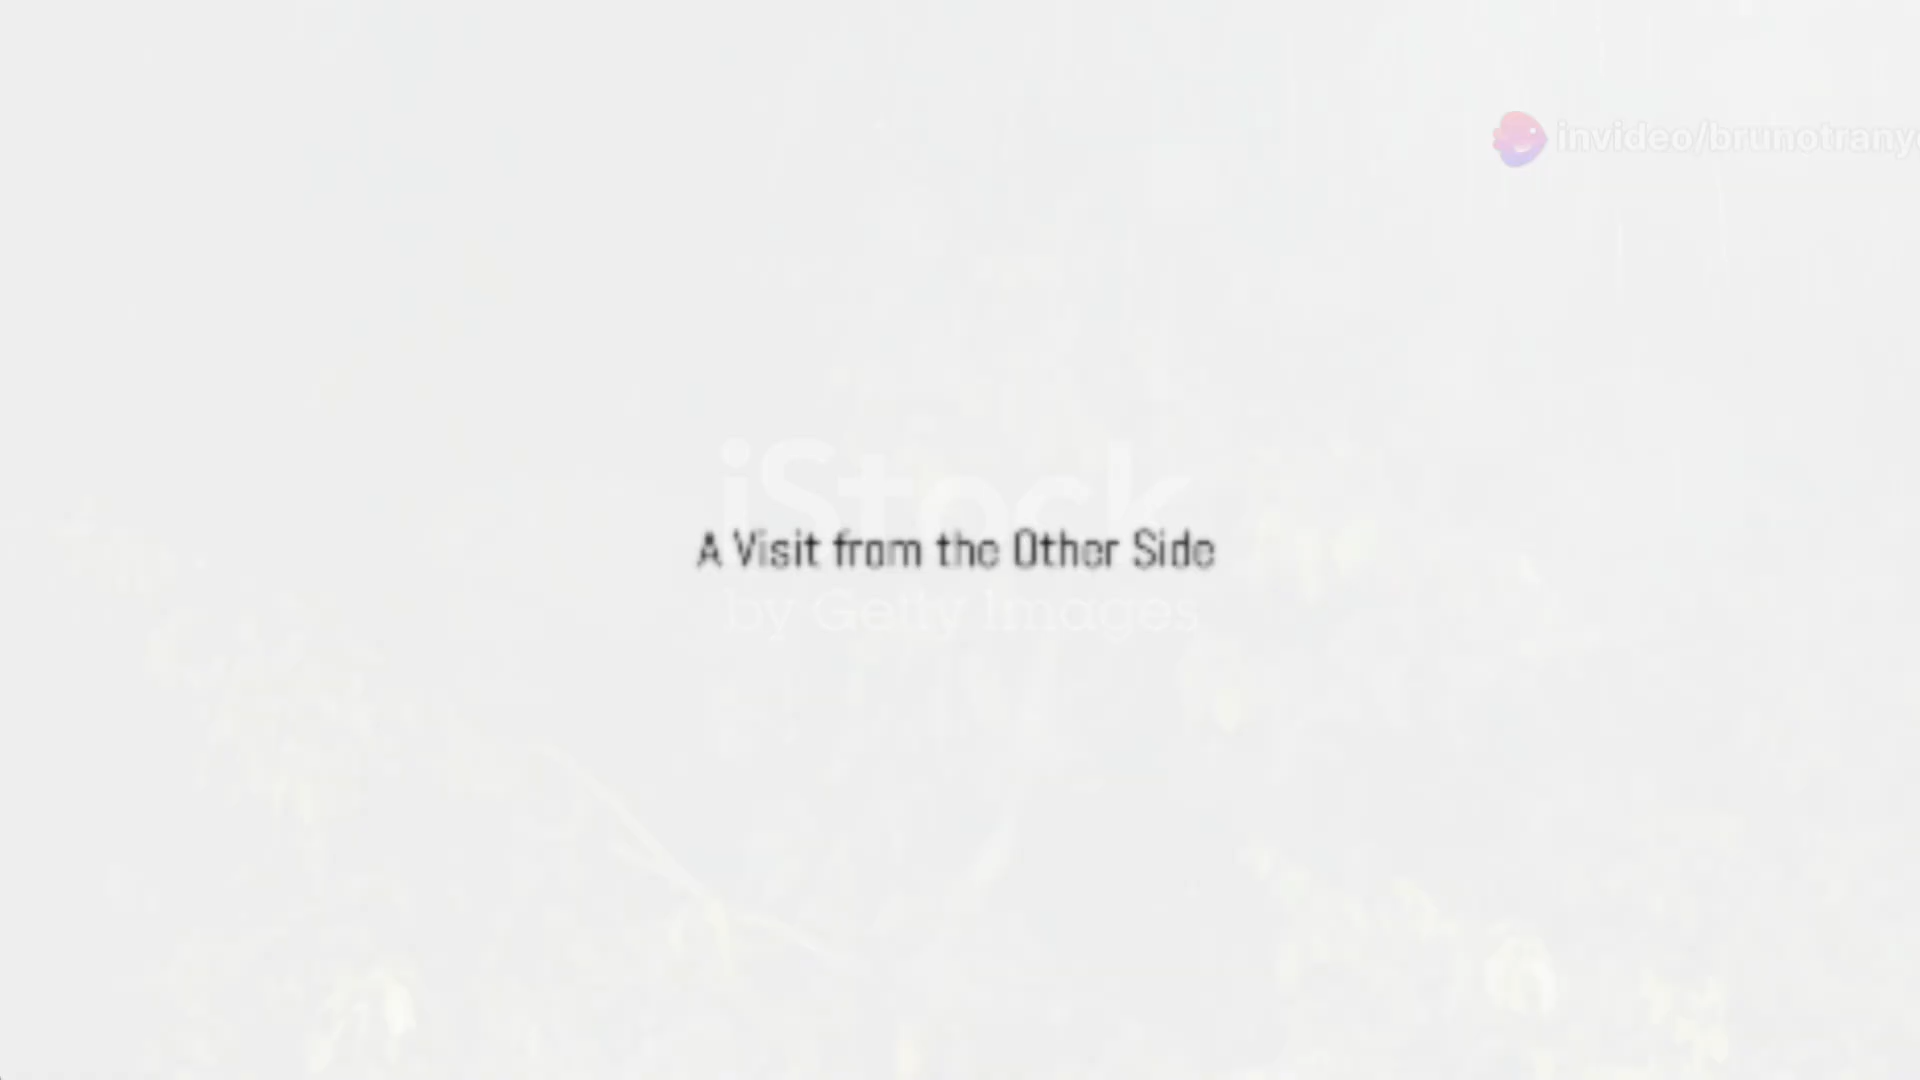 invideo/brunotrany
iStock
A Visit from the Other Side
by Getty Images